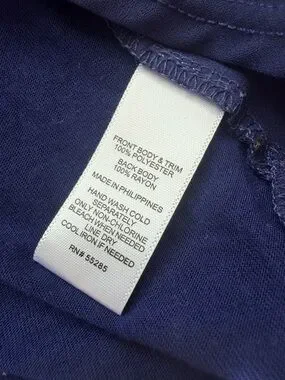 FRONT BODY & TRIM
100% POLYESTER
BACK BODY
100% RAYON
MADE IN PHILIPPINES
HAND WASH COLD
SEPARATELY
ONLY NON-CHLORINE
BLEACH WHEN NEEDED
LINE DRY
COOL IRON IF NEEDED
RN# 55285